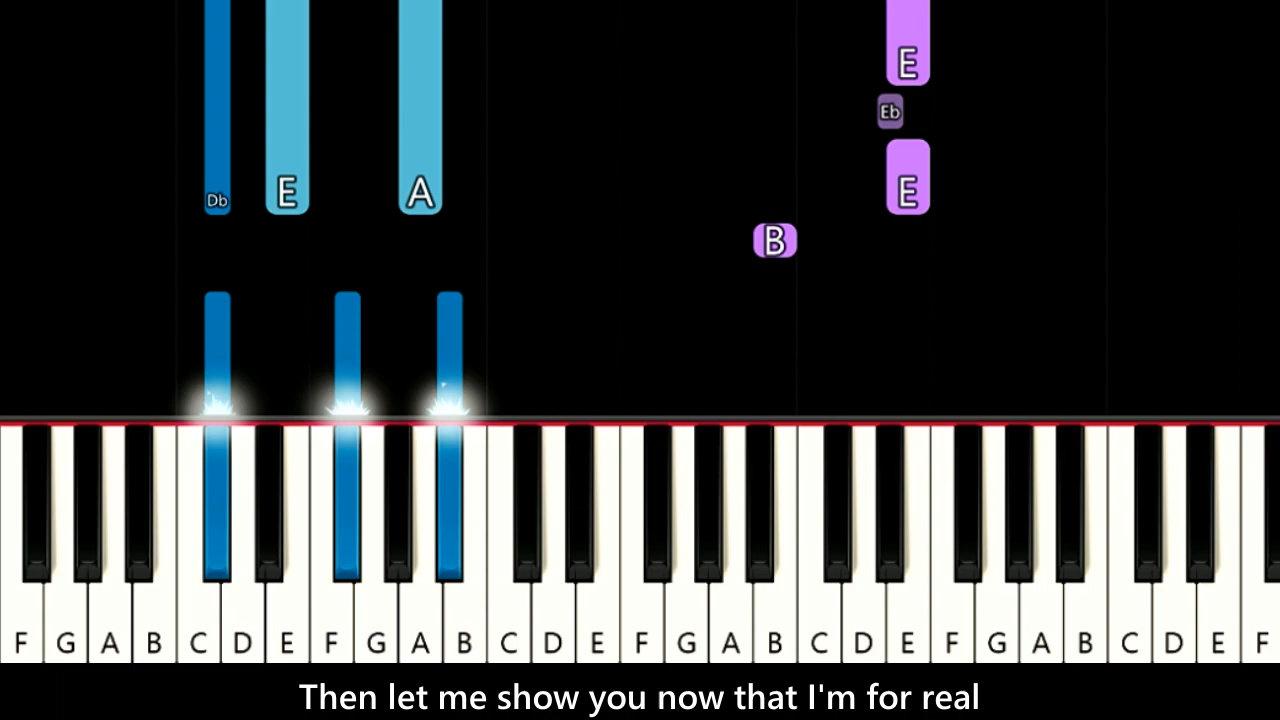 E
Eb
Db E A E
B
F G A B C D E F G A B C D E F G A B C D E F G A B C D E F
Then let me show you now that I'm for real